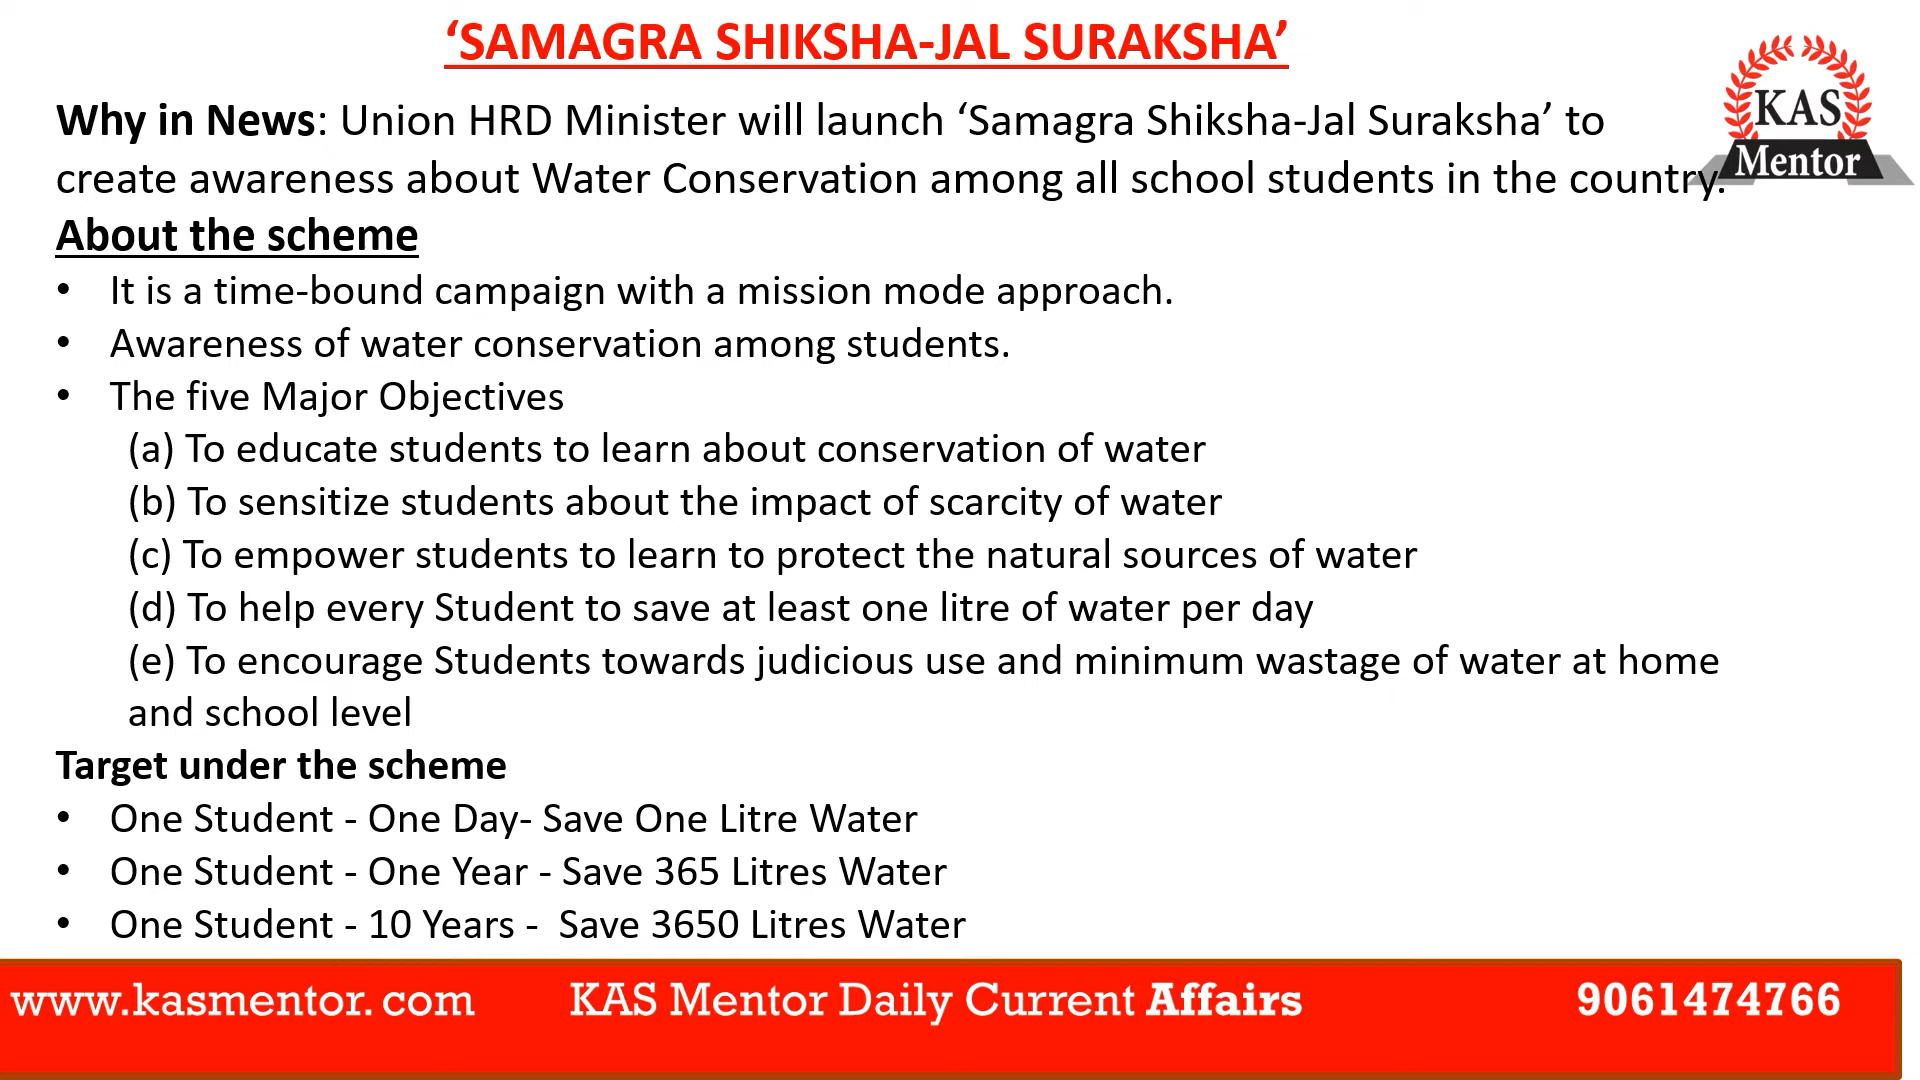 ‘SAMAGRA SHIKSHA-JAL SURAKSHA’
KAS
Mentor
Why in News: Union HRD Minister will launch ‘Samagra Shiksha-Jal Suraksha’ to
create awareness about Water Conservation among all school students in the country.
About the scheme
• It is a time-bound campaign with a mission mode approach.
• Awareness of water conservation among students.
• The five Major Objectives
(a) To educate students to learn about conservation of water
(b) To sensitize students about the impact of scarcity of water
(c) To empower students to learn to protect the natural sources of water
(d) To help every Student to save at least one litre of water per day
(e) To encourage Students towards judicious use and minimum wastage of water at home
and school level
Target under the scheme
• One Student - One Day- Save One Litre Water
• One Student - One Year - Save 365 Litres Water
• One Student - 10 Years -  Save 3650 Litres Water
www.kasmentor. com KAS Mentor Daily Current Affairs 9061474766